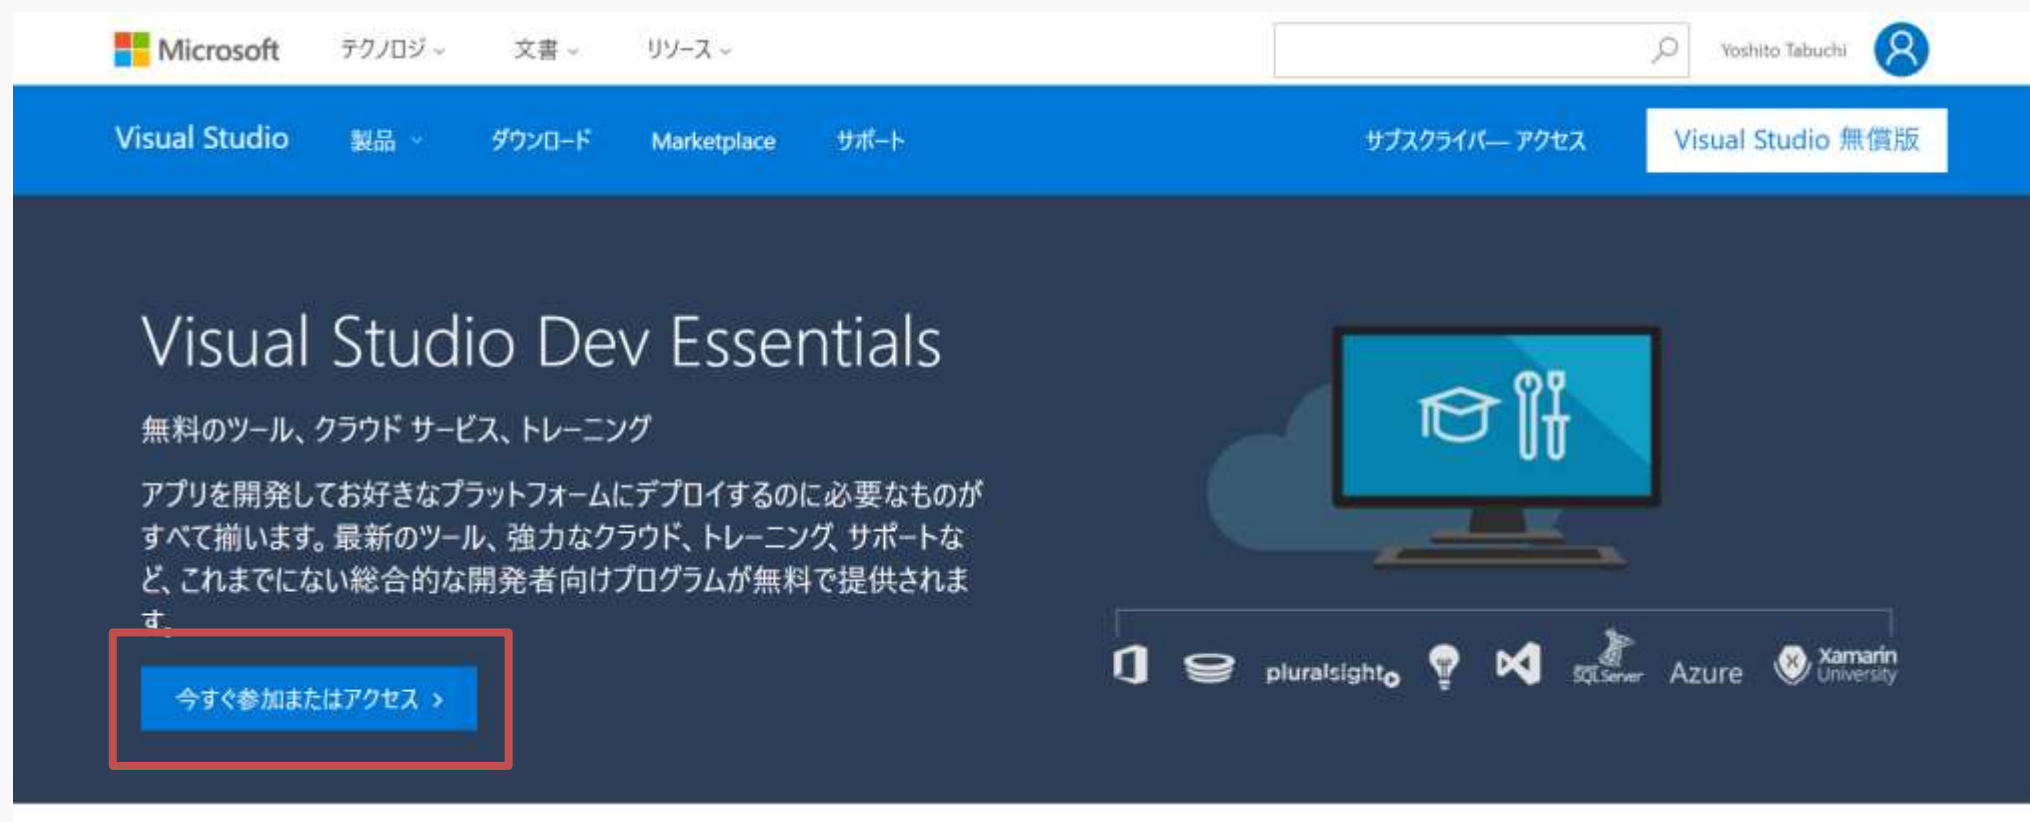 Microsoft テクノロジ 文書 リソース Yoshito Tabuchi
Visual Studio 製品 ダウンロード Marketplace サポート サブスクライバー アクセス Visual Studio 無償版
Visual Studio Dev Essentials
無料のツール、クラウド サービス、トレーニング
アプリを開発してお好きなプラットフォームにデプロイするのに必要なものが
すべて揃います。最新のツール、強力なクラウド、トレーニング、サポートな
ど、これまでにない総合的な開発者向けプログラムが無料で提供されま
す。
今すぐ参加またはアクセス >
pluralsight SQL Server Azure Xamarin University